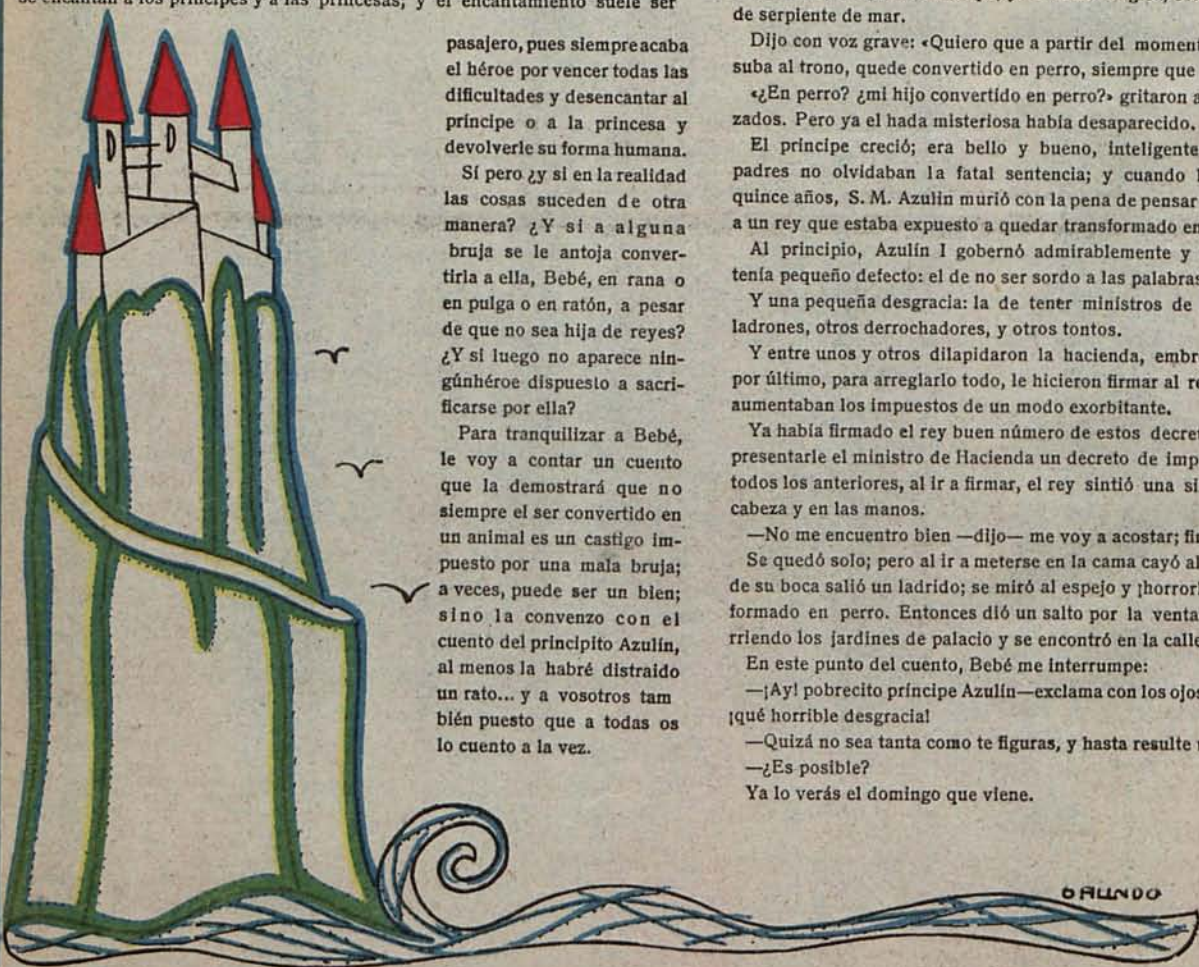 se encantan a los príncipes y a las princesas, y el encantamiento suele ser
pasajero, pues siempre acaba
el héroe por vencer todas las
dificultades y desencantar al
príncipe o a la princesa y
devolverle su forma humana.
Sí pero ¿y si en la realidad
las cosas suceden de otra
manera? ¿Y si a alguna
bruja se le antoja conver-
tirla a ella, Bebé, en rana o
en pulga o en ratón, a pesar
de que no sea hija de reyes?
¿Y si luego no aparece nin-
gúnhéroe dispuesto a sacri-
ficarse por ella?
Para tranquilizar a Bebé,
le voy a contar un cuento
que la demostrará que no
siempre el ser convertido en
un animal es un castigo im-
puesto por una mala bruja;
a veces, puede ser un bien;
sino la convenzo con el
cuento del principito Azulín,
al menos la habré distraido
un rato... y a vosotros tam
bién puesto que a todas os
lo cuento a la vez.
de serpiente de mar.
Dijo con voz grave: «Quiero que a partir del momen
suba al trono, quede convertido en perro, siempre que
«¿En perro? ¿mi hijo convertido en perro?» gritaron a
zados. Pero ya el hada misteriosa había desaparecido.
El príncipe creció; era bello y bueno, inteligente
padres no olvidaban la fatal sentencia; y cuando
quince años, S. M. Azulin murió con la pena de pensar
a un rey que estaba expuesto a quedar transformado en
Al principio, Azulín I gobernó admirablemente y
tenía pequeño defecto: el de no ser sordo a las palabras
Y una pequeña desgracia: la de tener ministros de
ladrones, otros derrochadores, y otros tontos.
Y entre unos y otros dilapidaron la hacienda, embr
por último, para arreglarlo todo, le hicieron firmar al re
aumentaban los impuestos de un modo exorbitante.
Ya había firmado el rey buen número de estos decre
presentarle el ministro de Hacienda un decreto de imp
todos los anteriores, al ir a firmar, el rey sintió una si
cabeza y en las manos.
—No me encuentro bien —dijo— me voy a acostar; fir
Se quedó solo; pero al ir a meterse en la cama cayó al
de su boca salió un ladrido; se miró al espejo y ¡horror
formado en perro. Entonces dió un salto por la venta
rriendo los jardines de palacio y se encontró en la calle
En este punto del cuento, Bebé me interrumpe:
—¡Ay! pobrecito príncipe Azulín—exclama con los ojos
¡qué horrible desgracia!
—Quizá no sea tanta como te figuras, y hasta resulte
—¿Es posible?
Ya lo verás el domingo que viene.